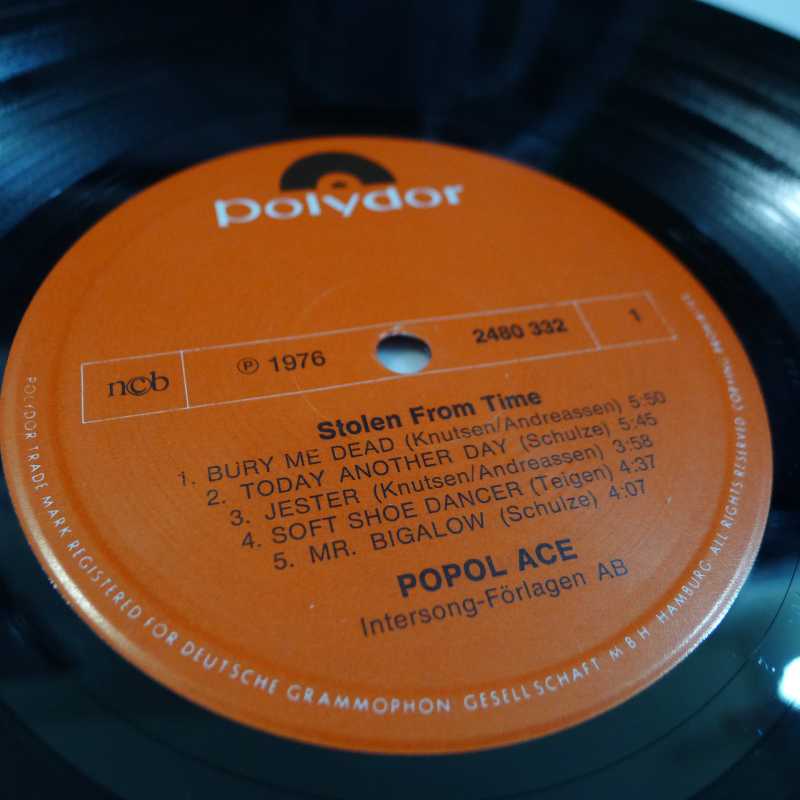 polydor
ncb ℗ 1976 2480 332 1
Stolen From Time
1. BURY ME DEAD (Knutsen/Andreassen) 5:50
2. TODAY ANOTHER DAY (Schulze) 5:45
3. JESTER (Knutsen/Andreassen) 3:58
4. SOFT SHOE DANCER (Teigen) 4:37
5. MR. BIGALOW (Schulze) 4:07
POPOL ACE
Intersong-Förlagen AB
POLYDOR TRADE MARK REGISTERED FOR DEUTSCHE GRAMMOPHON GESELLSCHAFT MBH HAMBURG ALL RIGHTS RESERVED